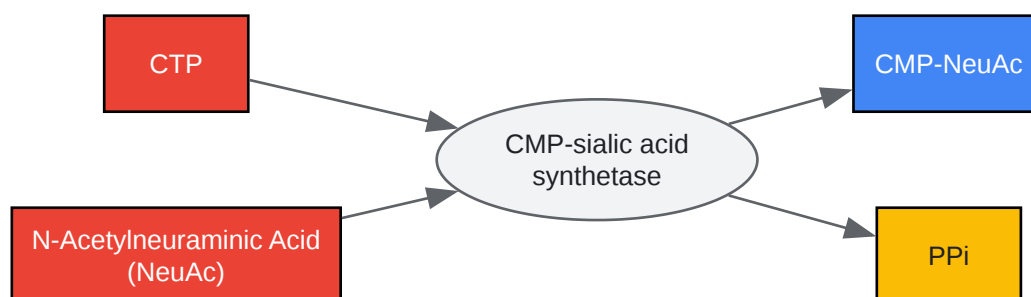 CTP
CMP-NeuAc
CMP-sialic acid
synthetase
N-Acetylneuraminic Acid
(NeuAc)
PPi